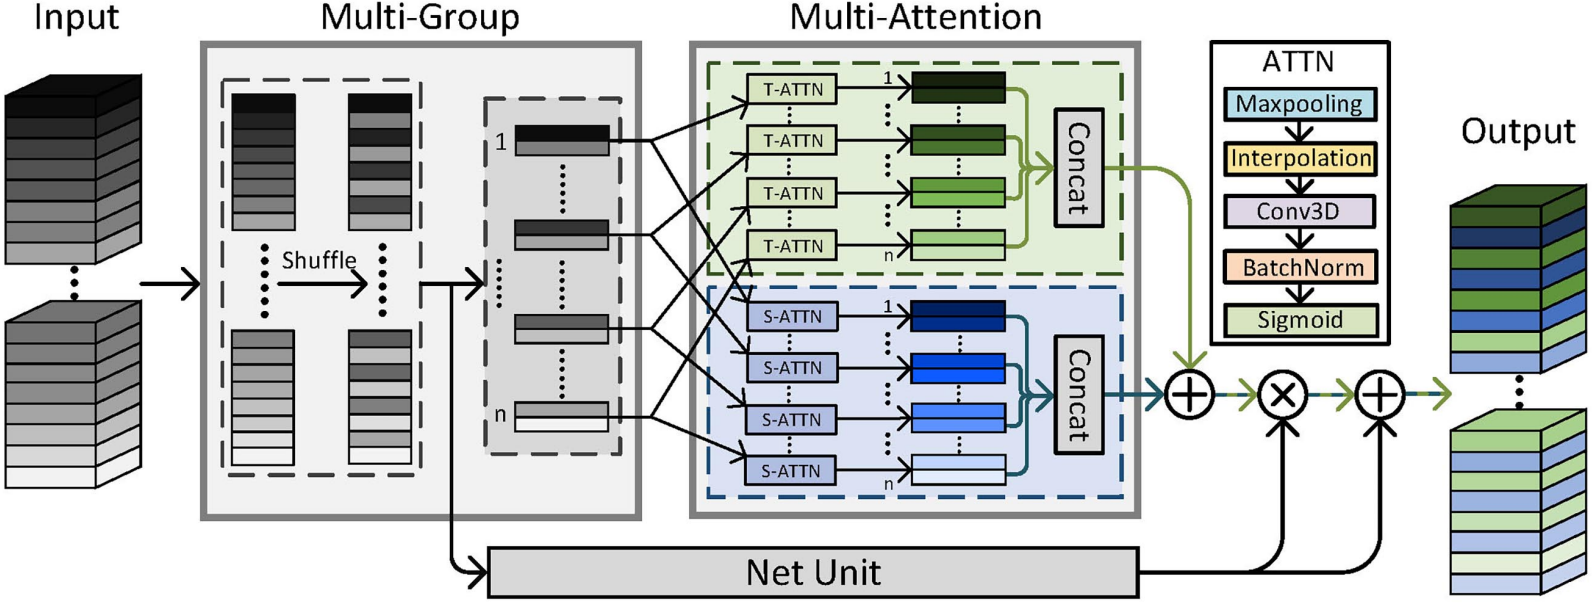 Input
Multi-Group
Shuffle
1
n
Multi-Attention
T-ATTN
1
T-ATTN
T-ATTN
T-ATTN
n
Concat
S-ATTN
1
S-ATTN
S-ATTN
S-ATTN
n
Concat
ATTN
Maxpooling
Interpolation
Conv3D
BatchNorm
Sigmoid
Output
Net Unit